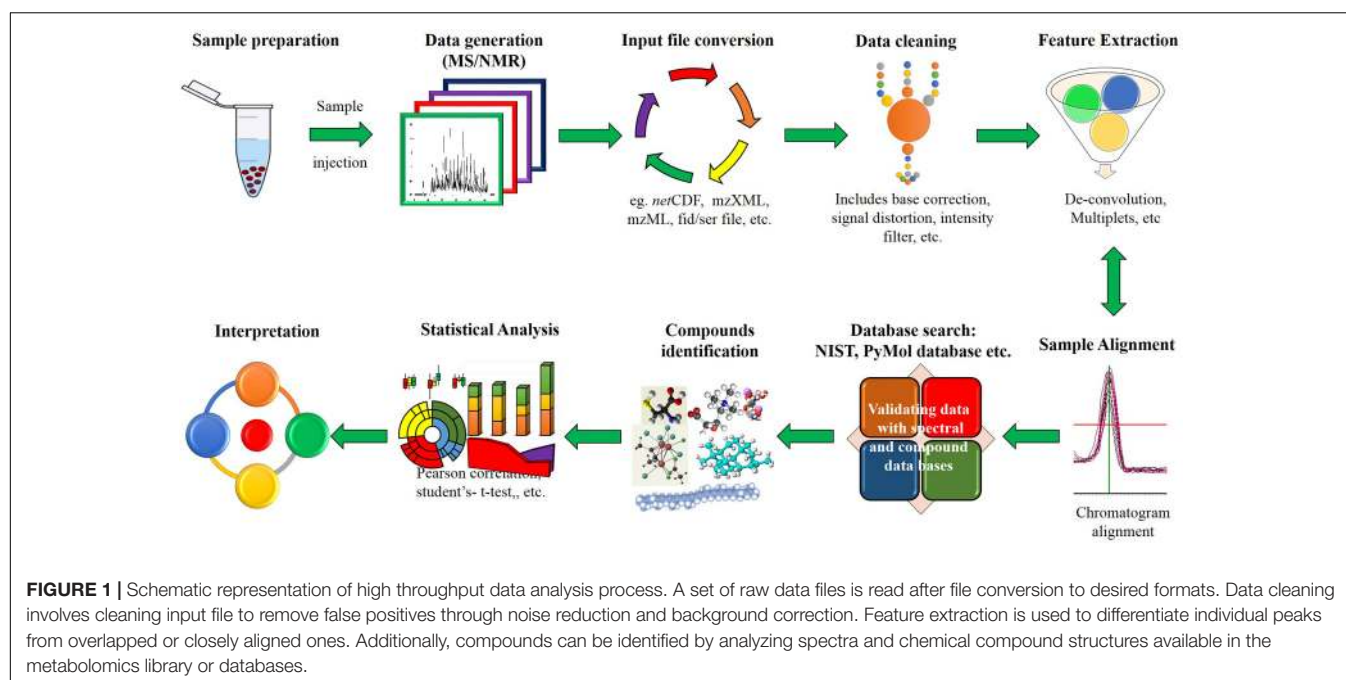 Sample preparation
Data generation
(MS/NMR)
Input file conversion
Data cleaning
Feature Extraction
Sample
injection
eg. netCDF, mzXML,
mzML, fid/ser file, etc.
Includes base correction,
signal distortion, intensity
filter, etc.
De-convolution,
Multiplets, etc
Interpretation
Statistical Analysis
Compounds
identification
Database search:
NIST, PyMol database etc.
Sample Alignment
Validating data
with spectral
and compound
data bases
Pearson correlation,
student's- t-test,, etc.
Chromatogram
alignment
FIGURE 1 | Schematic representation of high throughput data analysis process. A set of raw data files is read after file conversion to desired formats. Data cleaning
involves cleaning input file to remove false positives through noise reduction and background correction. Feature extraction is used to differentiate individual peaks
from overlapped or closely aligned ones. Additionally, compounds can be identified by analyzing spectra and chemical compound structures available in the
metabolomics library or databases.